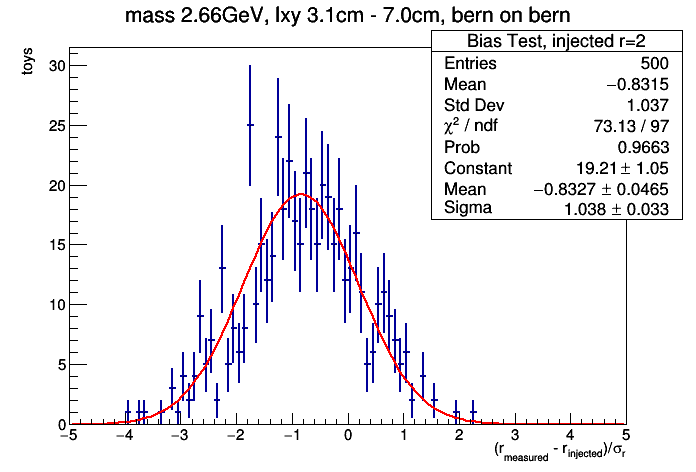 mass 2.66GeV, lxy 3.1cm - 7.0cm, bern on bern
Bias Test, injected r=2
Entries 500
Mean −0.8315
Std Dev 1.037
χ² / ndf 73.13 / 97
Prob 0.9663
Constant 19.21 ± 1.05
Mean −0.8327 ± 0.0465
Sigma 1.038 ± 0.033
toys
30
25
20
15
10
5
0
−5 −4 −3 −2 −1 0 1 2 3 4 5
(r_measured - r_injected)/σ_r